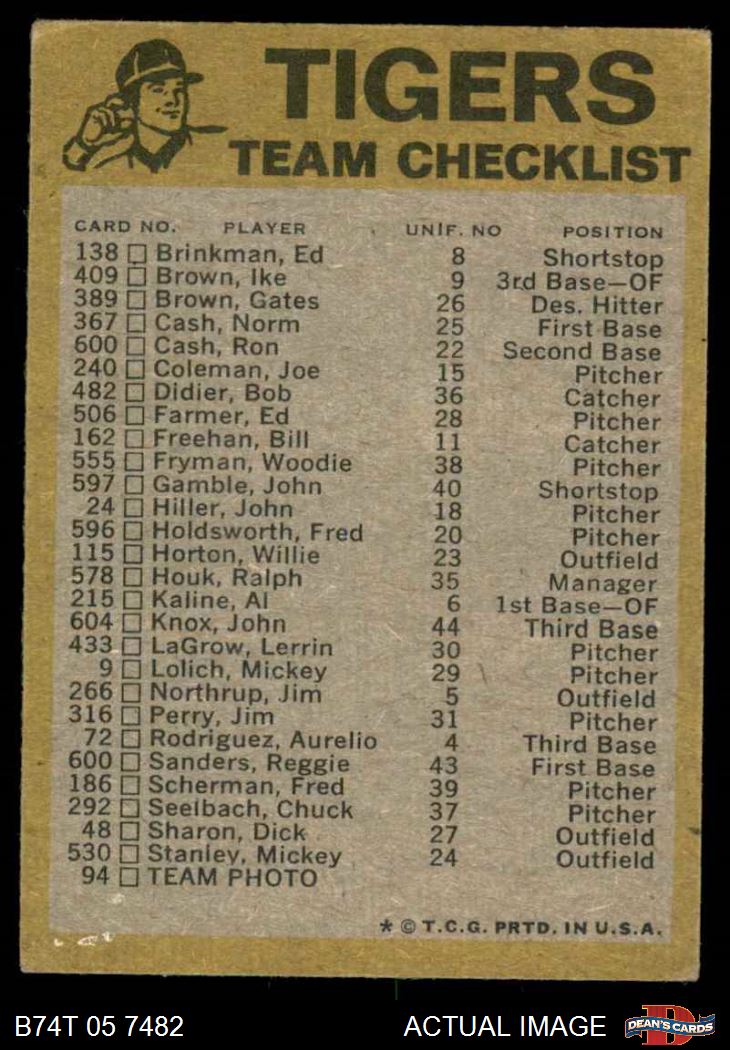 TIGERS
TEAM CHECKLIST
CARD NO. PLAYER UNIF. NO POSITION
138 Brinkman, Ed 8 Shortstop
409 Brown, Ike 9 3rd Base—OF
389 Brown, Gates 26 Des. Hitter
367 Cash, Norm 25 First Base
600 Cash, Ron 22 Second Base
240 Coleman, Joe 15 Pitcher
482 Didier, Bob 36 Catcher
506 Farmer, Ed 28 Pitcher
162 Freehan, Bill 11 Catcher
555 Fryman, Woodie 38 Pitcher
597 Gamble, John 40 Shortstop
24 Hiller, John 18 Pitcher
596 Holdsworth, Fred 20 Pitcher
115 Horton, Willie 23 Outfield
578 Houk, Ralph 35 Manager
215 Kaline, Al 6 1st Base—OF
604 Knox, John 44 Third Base
433 LaGrow, Lerrin 30 Pitcher
9 Lolich, Mickey 29 Pitcher
266 Northrup, Jim 5 Outfield
316 Perry, Jim 31 Pitcher
72 Rodriguez, Aurelio 4 Third Base
600 Sanders, Reggie 43 First Base
186 Scherman, Fred 39 Pitcher
292 Seelbach, Chuck 37 Pitcher
48 Sharon, Dick 27 Outfield
530 Stanley, Mickey 24 Outfield
94 TEAM PHOTO
* © T.C.G. PRTD. IN U.S.A.
B74T 05 7482 ACTUAL IMAGE D DEAN'S CARDS